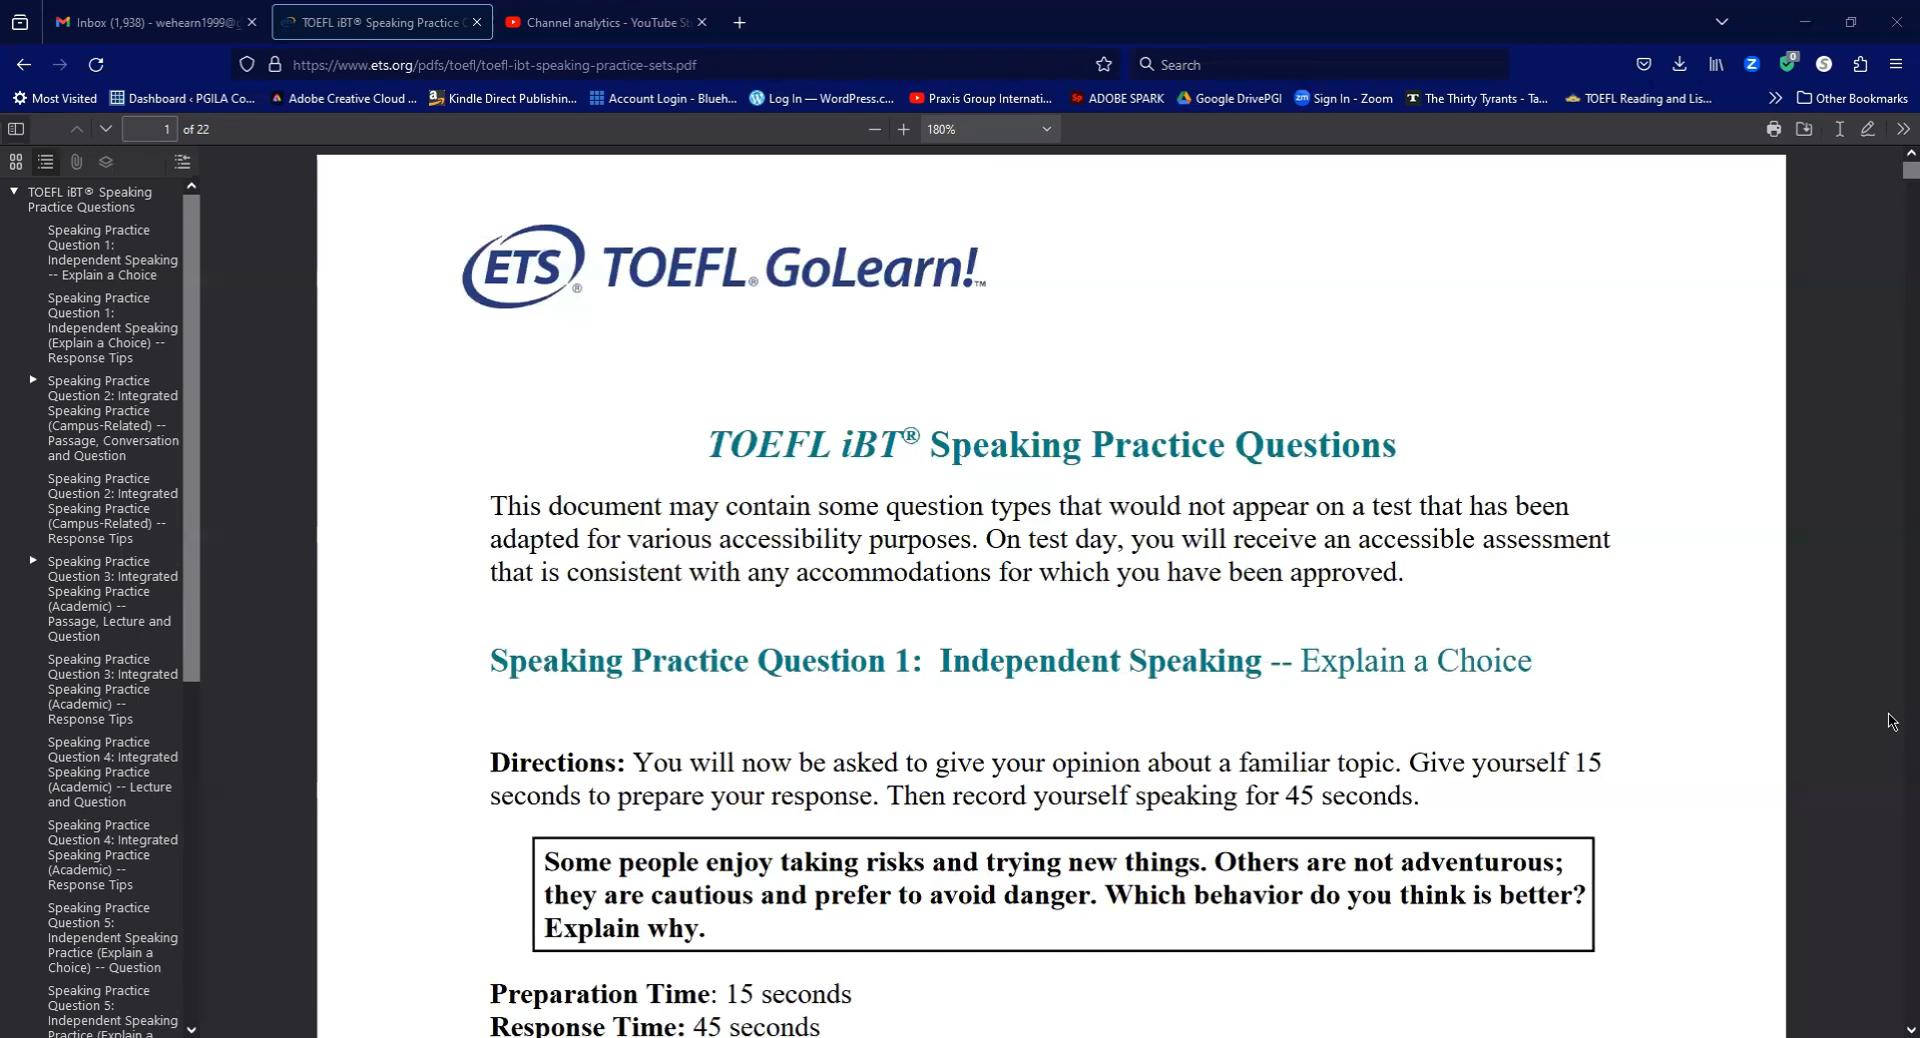 Inbox (1,938) - wehearn1999@g
TOEFL iBT® Speaking Practice
Channel analytics - YouTube St
https://www.ets.org/pdfs/toefl/toefl-ibt-speaking-practice-sets.pdf
Search
0
Z
S
Most Visited
Dashboard ‹ PGILA Co...
Adobe Creative Cloud ...
Kindle Direct Publishin...
Account Login - Blueh...
Log In — WordPress.c...
Praxis Group Internati...
ADOBE SPARK
Google DrivePGI
Sign In - Zoom
The Thirty Tyrants - Ta...
TOEFL Reading and Lis...
Other Bookmarks
1 of 22
180%
TOEFL iBT® Speaking
Practice Questions
Speaking Practice
Question 1:
Independent Speaking
-- Explain a Choice
Speaking Practice
Question 1:
Independent Speaking
(Explain a Choice) --
Response Tips
Speaking Practice
Question 2: Integrated
Speaking Practice
(Campus-Related) --
Passage, Conversation
and Question
Speaking Practice
Question 2: Integrated
Speaking Practice
(Campus-Related) --
Response Tips
Speaking Practice
Question 3: Integrated
Speaking Practice
(Academic) --
Passage, Lecture and
Question
Speaking Practice
Question 3: Integrated
Speaking Practice
(Academic) --
Response Tips
Speaking Practice
Question 4: Integrated
Speaking Practice
(Academic) -- Lecture
and Question
Speaking Practice
Question 4: Integrated
Speaking Practice
(Academic) --
Response Tips
Speaking Practice
Question 5:
Independent Speaking
Practice (Explain a
Choice) -- Question
Speaking Practice
Question 5:
Independent Speaking
Practice (Explain a
ETS® TOEFL® GoLearn!™
TOEFL iBT® Speaking Practice Questions
This document may contain some question types that would not appear on a test that has been
adapted for various accessibility purposes. On test day, you will receive an accessible assessment
that is consistent with any accommodations for which you have been approved.
Speaking Practice Question 1: Independent Speaking -- Explain a Choice
Directions: You will now be asked to give your opinion about a familiar topic. Give yourself 15
seconds to prepare your response. Then record yourself speaking for 45 seconds.
Some people enjoy taking risks and trying new things. Others are not adventurous;
they are cautious and prefer to avoid danger. Which behavior do you think is better?
Explain why.
Preparation Time: 15 seconds
Response Time: 45 seconds